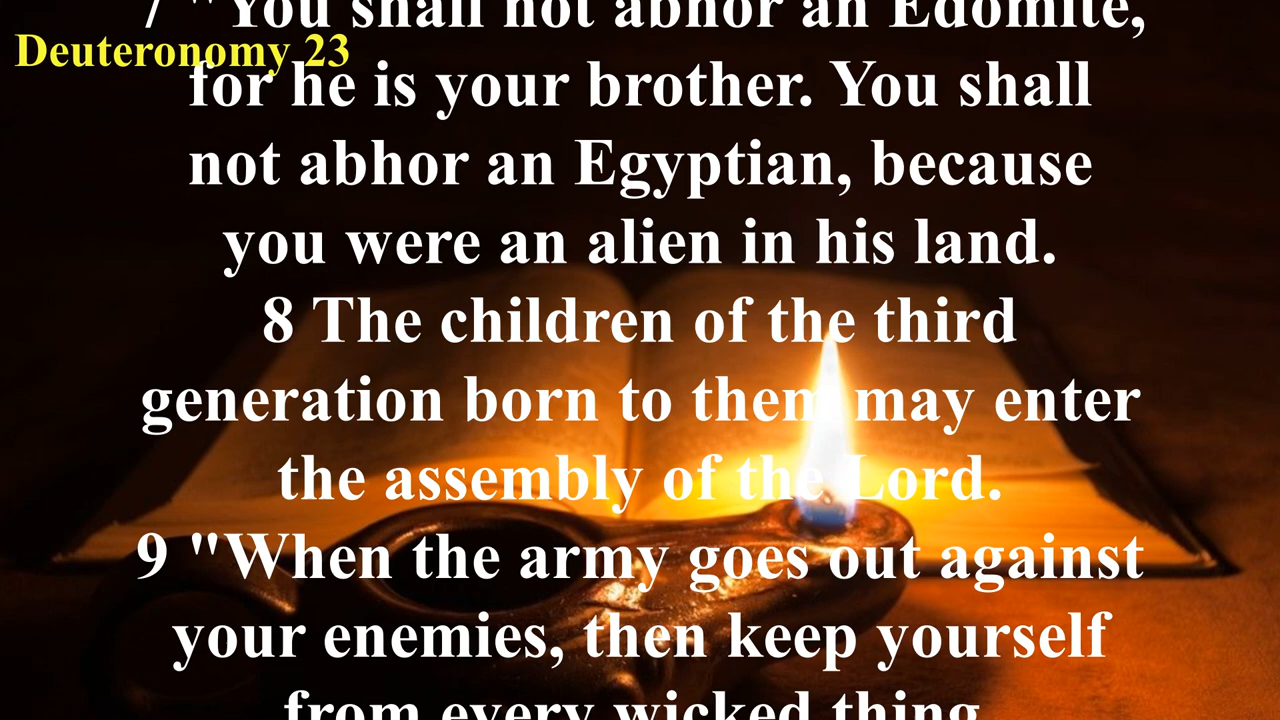 7 "You shall not abhor an Edomite,
Deuteronomy 23
for he is your brother. You shall
not abhor an Egyptian, because
you were an alien in his land.
8 The children of the third
generation born to them may enter
the assembly of the Lord.
9 "When the army goes out against
your enemies, then keep yourself
from every wicked thing.